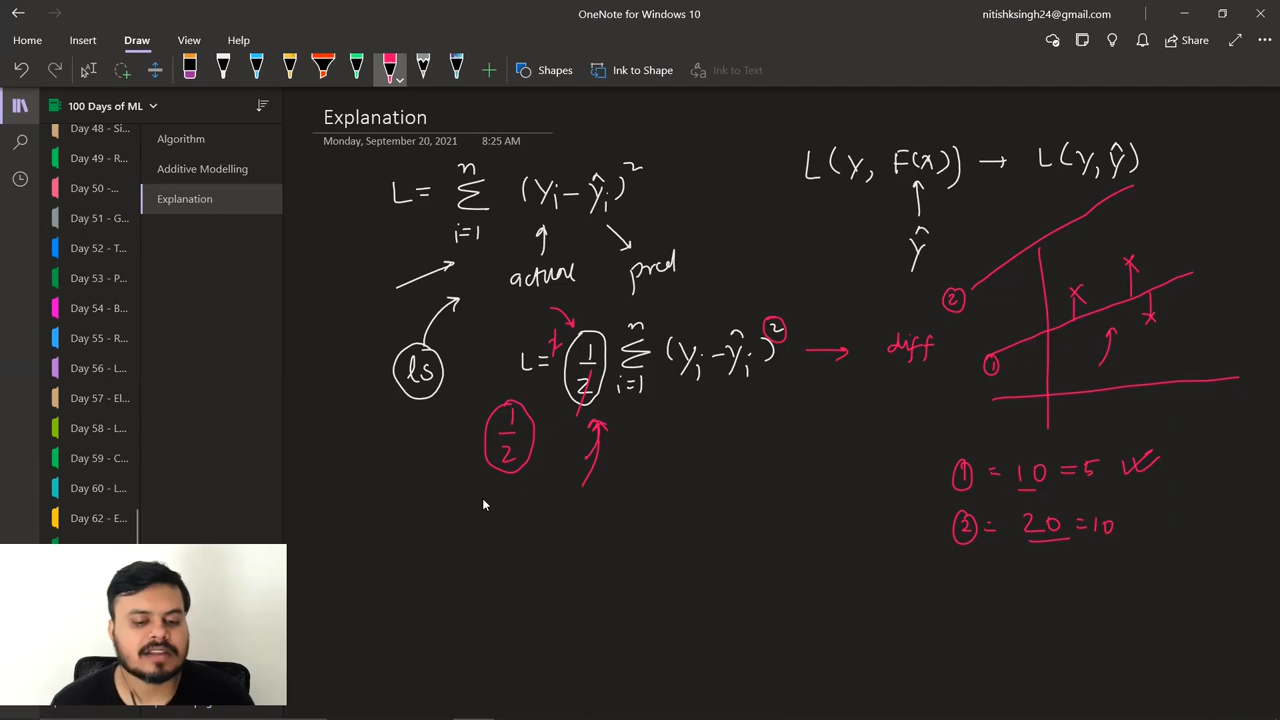 OneNote for Windows 10
nitishksingh24@gmail.com
Home Insert Draw View Help
Share
Shapes
Ink to Shape
Ink to Text
100 Days of ML
Day 48 - Si...
Day 49 - R...
Day 50 -...
Day 51 - G...
Day 52 - T...
Day 53 - P...
Day 54 - B...
Day 55 - R...
Day 56 - L...
Day 57 - El...
Day 58 - L...
Day 59 - C...
Day 60 - L...
Day 62 - E...
Algorithm
Additive Modelling
Explanation
Explanation
Monday, September 20, 2021 8:25 AM
L = Σ i=1 n (yi - ŷi)²
actual
pred
L(y, F(x)) → L(y, ŷ)
ŷ
ls
L = 1/2 Σ i=1 n (yi - ŷi)² → diff
1/2
②
①
① = 10 = 5
② = 20 = 10